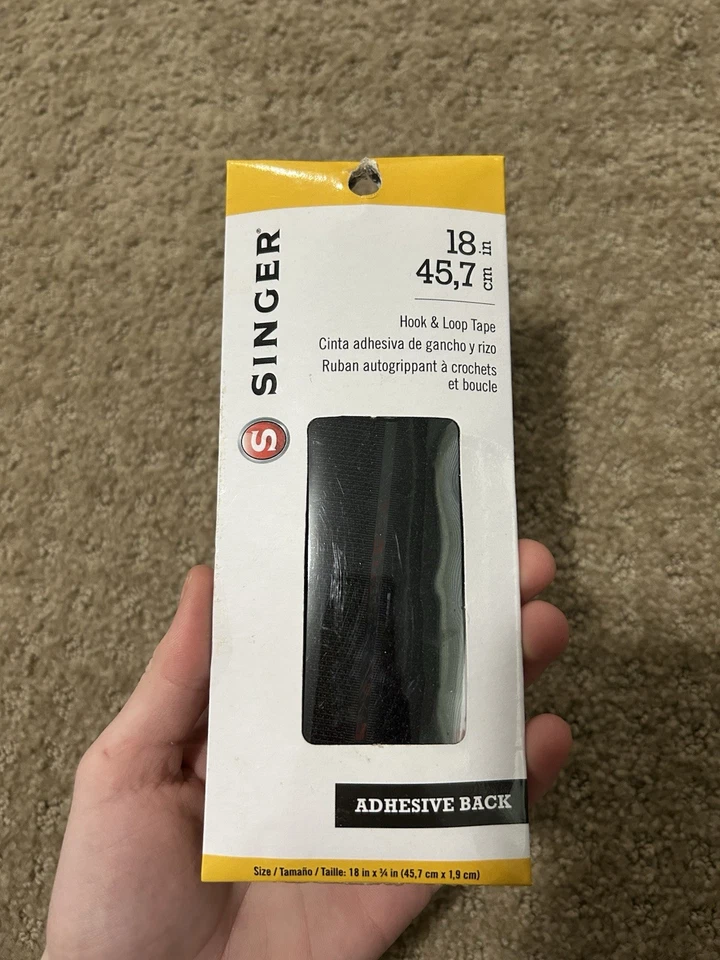 SINGER®
S
18 in
45,7 cm
Hook & Loop Tape
Cinta adhesiva de gancho y rizo
Ruban autogrippant à crochets
et boucle
ADHESIVE BACK
Size / Tamaño / Taille: 18 in x ¾ in (45,7 cm x 1,9 cm)